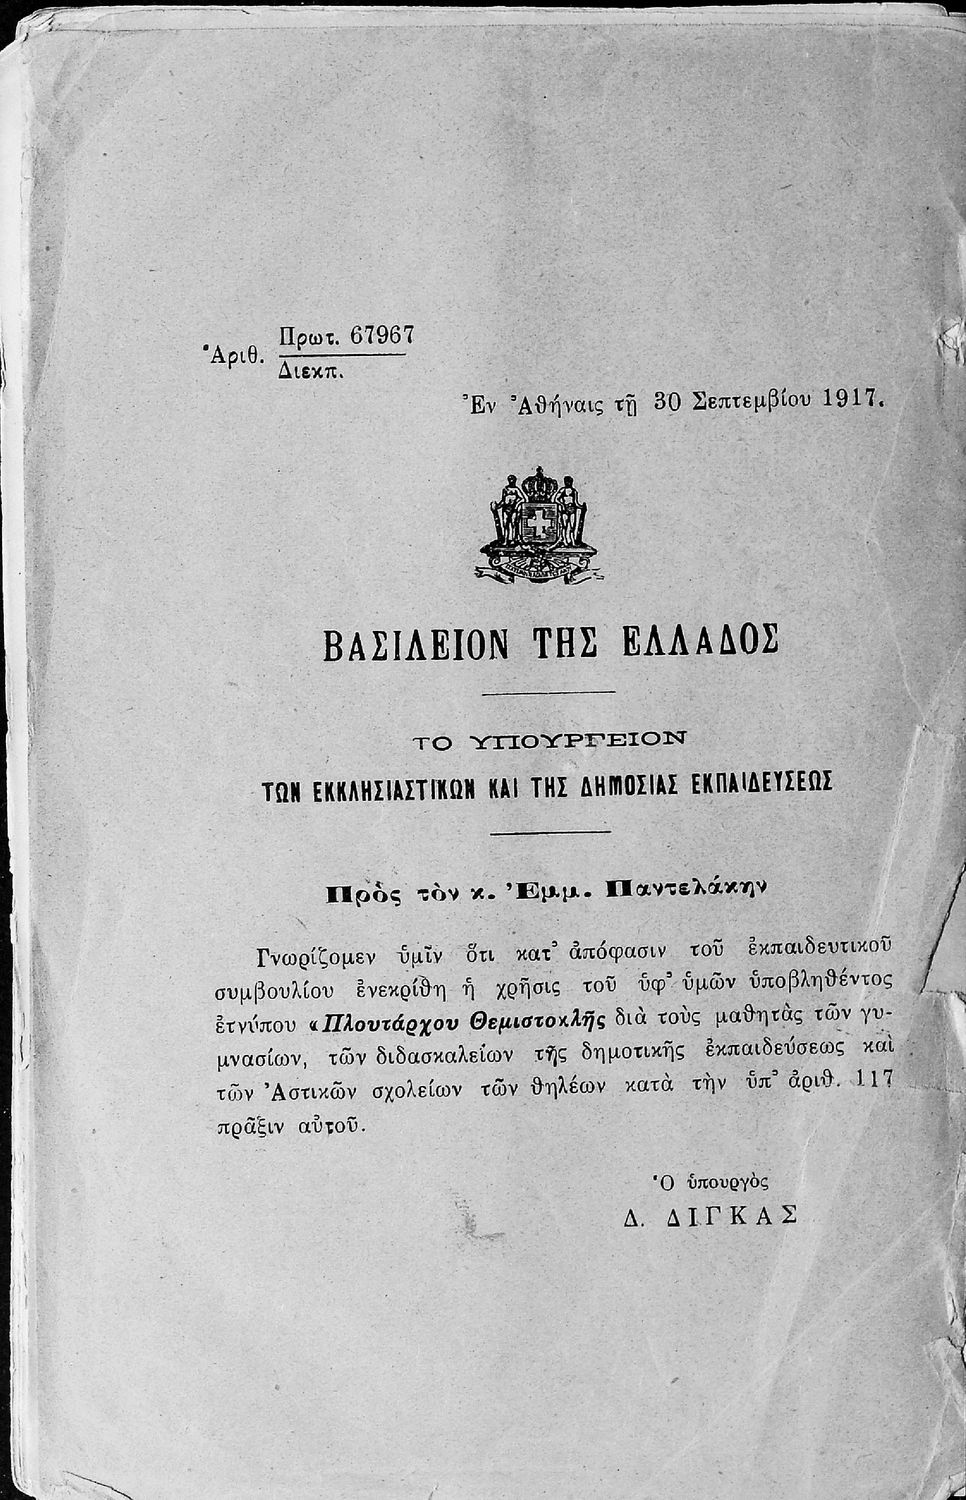 Ἀριθ. Πρωτ. 67967
Διεκπ.
Ἐν Ἀθήναις τῇ 30 Σεπτεμβίου 1917.
ΒΑΣΙΛΕΙΟΝ ΤΗΣ ΕΛΛΑΔΟΣ
ΤΟ ΥΠΟΥΡΓΕΙΟΝ
ΤΩΝ ΕΚΚΛΗΣΙΑΣΤΙΚΩΝ ΚΑΙ ΤΗΣ ΔΗΜΟΣΙΑΣ ΕΚΠΑΙΔΕΥΣΕΩΣ
Πρὸς τὸν κ. Ἐμμ. Παντελάκην
Γνωρίζομεν ὑμῖν ὅτι κατ’ ἀπόφασιν τοῦ ἐκπαιδευτικοῦ
συμβουλίου ἐνεκρίθη ἡ χρῆσις τοῦ ὑφ’ ὑμῶν ὑποβληθέντος
ἐτνύπου «Πλουτάρχου Θεμιστοκλῆς διὰ τοὺς μαθητὰς τῶν γυ-
μνασίων, τῶν διδασκαλείων τῆς δημοτικῆς ἐκπαιδεύσεως καὶ
τῶν Ἀστικῶν σχολείων τῶν θηλέων κατὰ τὴν ὑπ’ ἀριθ. 117
πρᾶξιν αὐτοῦ.
Ὁ ὑπουργὸς
Δ. ΔΙΓΚΑΣ